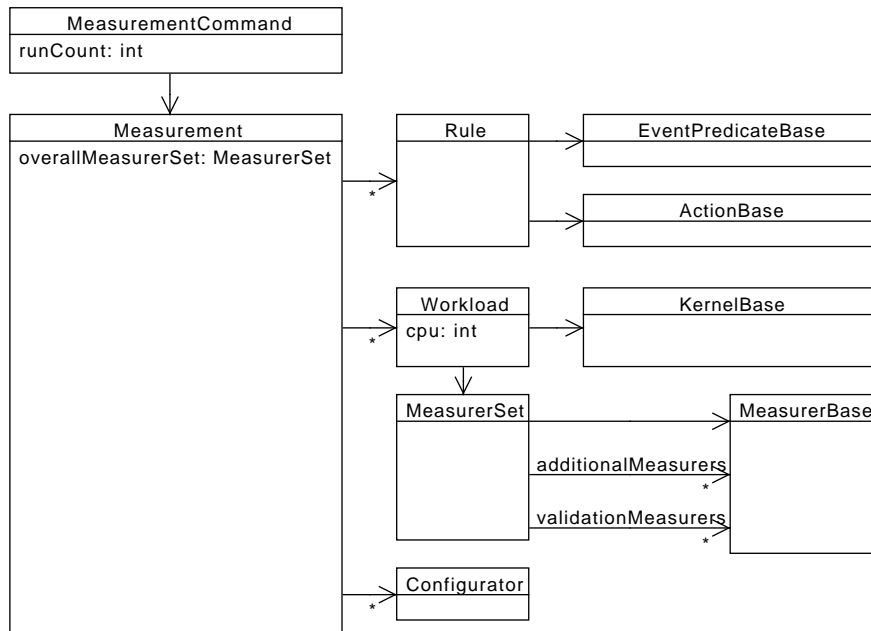 MeasurementCommand
runCount: int
Measurement
overallMeasurerSet: MeasurerSet
*
Rule
EventPredicateBase
ActionBase
*
Workload
cpu: int
KernelBase
MeasurerSet
MeasurerBase
additionalMeasurers
*
validationMeasurers
*
*
Configurator